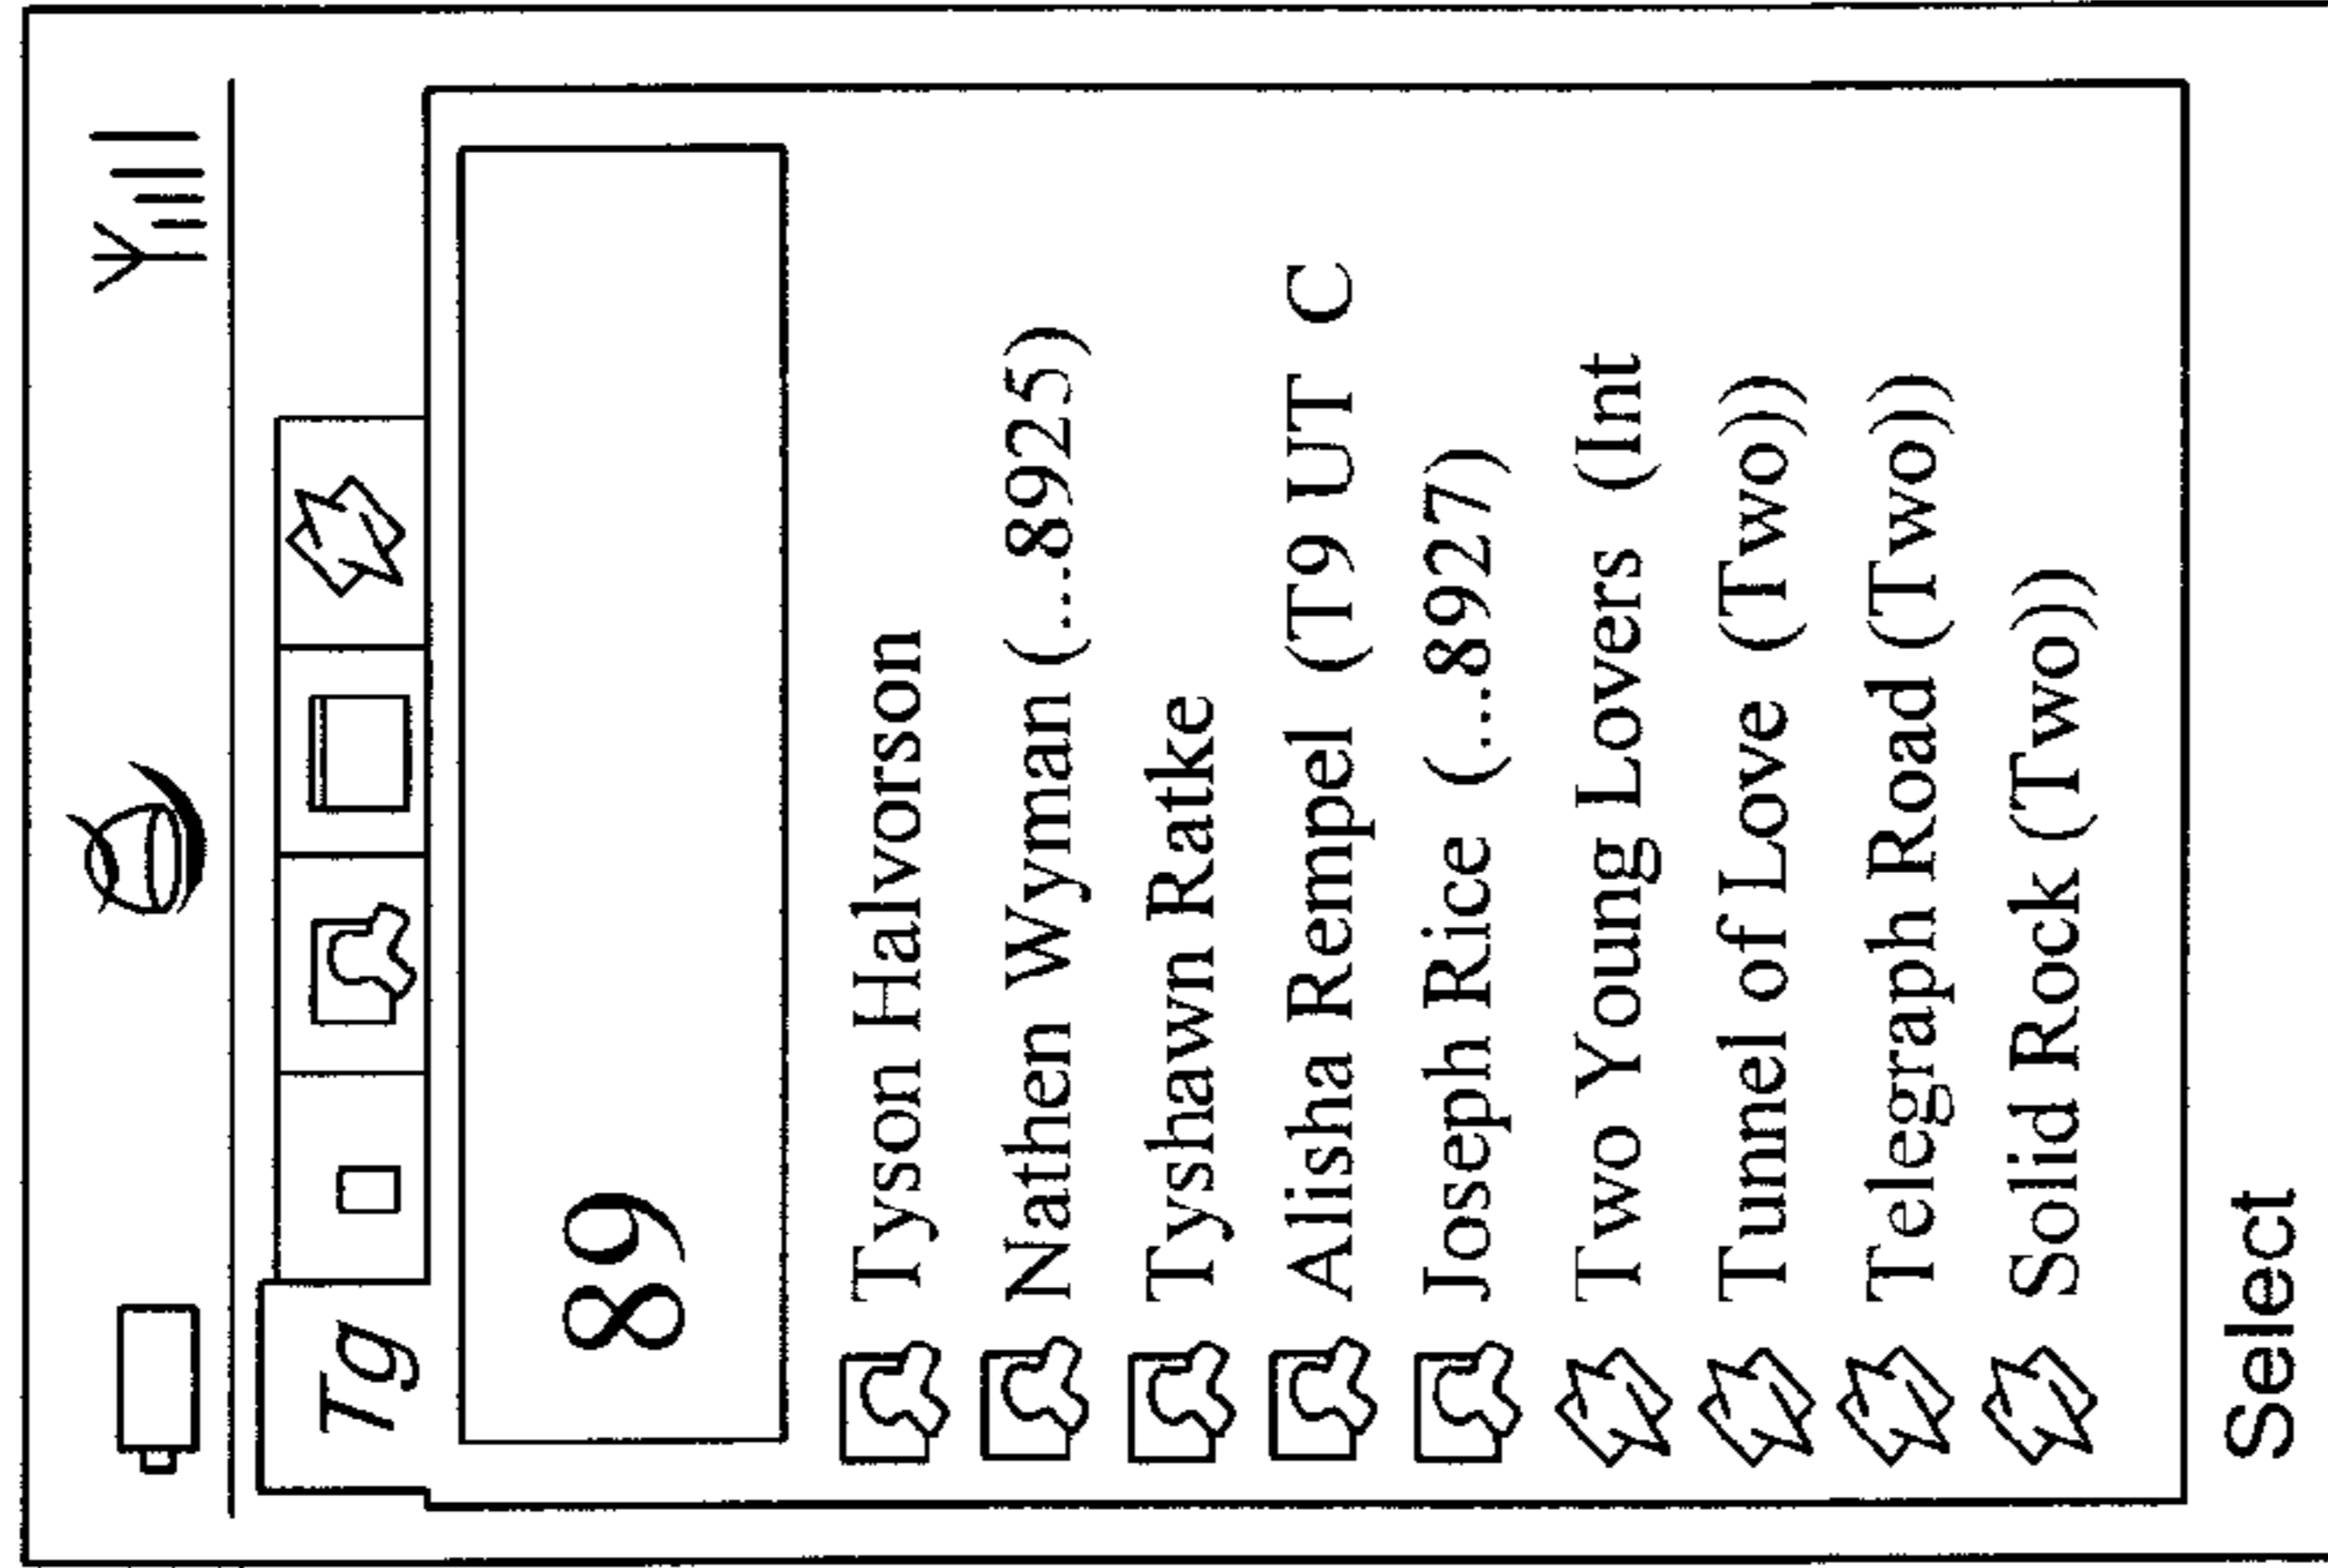 Tg
89
Tyson Halvorson
Nathen Wyman (...8925)
Tyshawn Ratke
Alisha Rempel (T9 UT C
Joseph Rice (...8927)
Two Young Lovers (Int
Tunnel of Love (Two))
Telegraph Road (Two))
Solid Rock (Two))
Select